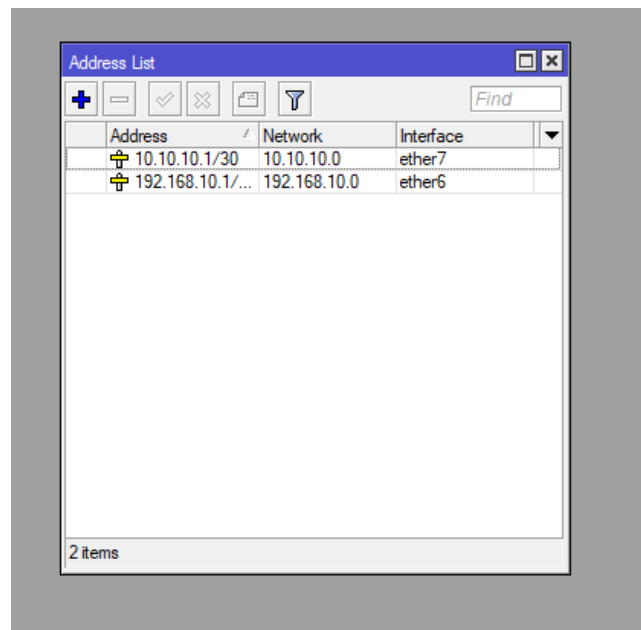 Address List
Find
Address Network Interface
10.10.10.1/30 10.10.10.0 ether7
192.168.10.1/... 192.168.10.0 ether6
2 items